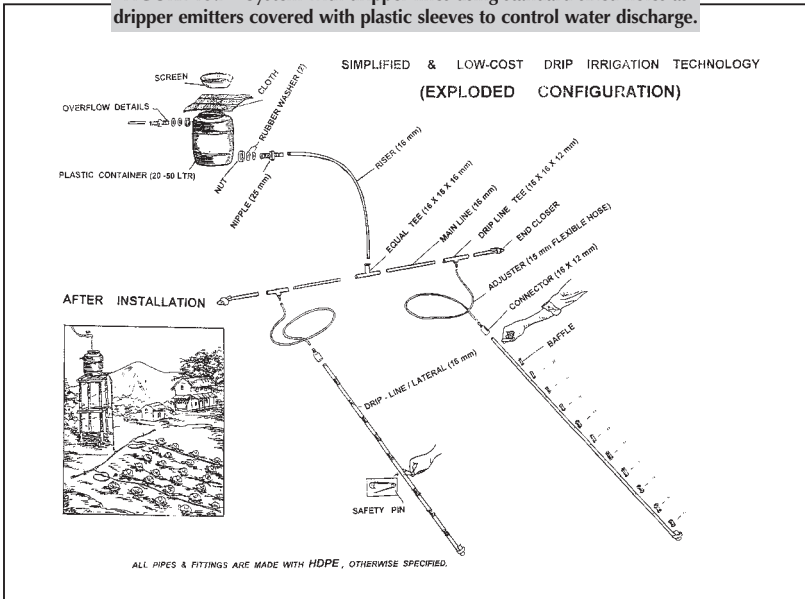 dripper emitters covered with plastic sleeves to control water discharge.
SIMPLIFIED & LOW-COST DRIP IRRIGATION TECHNOLOGY
(EXPLODED CONFIGURATION)
SCREEN
CLOTH
OVERFLOW DETAILS
RUBBER WASHER (2)
PLASTIC CONTAINER (20 -50 LTR)
NUT
NIPPLE (25 mm)
RISER (16 mm)
EQUAL TEE (16 X 16 X 16 mm)
MAIN LINE (16 mm)
DRIP LINE TEE (16 X 16 X 12 mm)
END CLOSER
ADJUSTER (15 mm FLEXIBLE HOSE)
CONNECTOR (16 X 12 mm)
BAFFLE
AFTER INSTALLATION
DRIP - LINE / LATERAL (16 mm)
SAFETY PIN
ALL PIPES & FITTINGS ARE MADE WITH HDPE, OTHERWISE SPECIFIED.